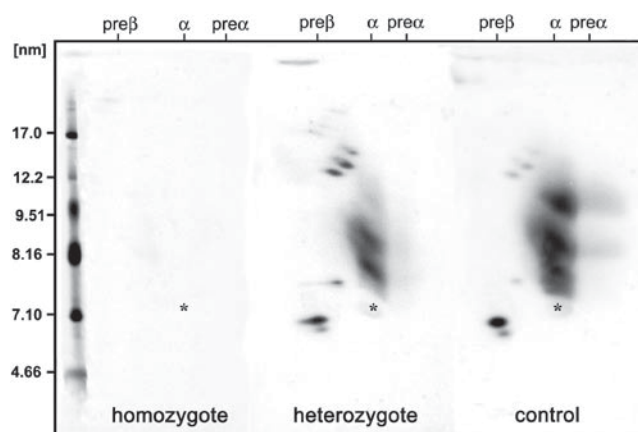 preβ α preα preβ α preα preβ α preα
[nm]
17.0
12.2
9.51
8.16
* * *
7.10
4.66
homozygote heterozygote control